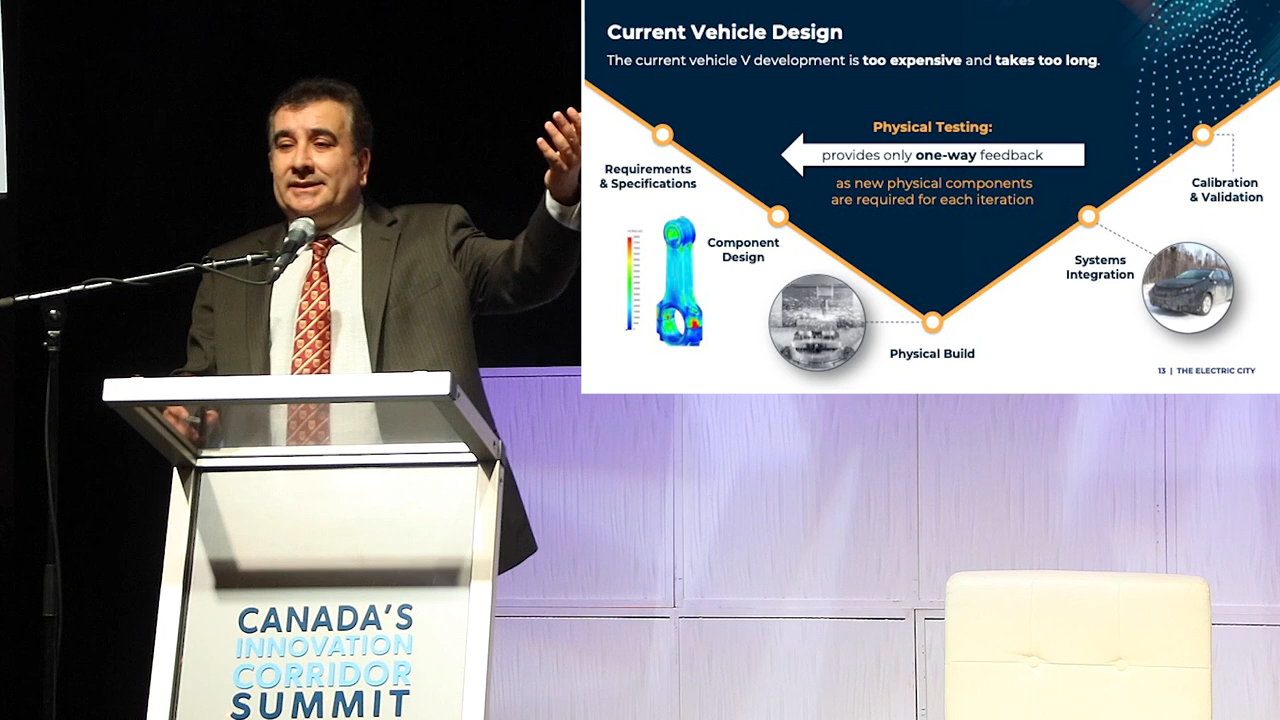 Current Vehicle Design
The current vehicle V development is too expensive and takes too long.
Physical Testing:
provides only one-way feedback
as new physical components
are required for each iteration
Requirements
& Specifications
Calibration
& Validation
Component
Design
Systems
Integration
Physical Build
13 | THE ELECTRIC CITY
CANADA'S
INNOVATION
CORRIDOR
SUMMIT